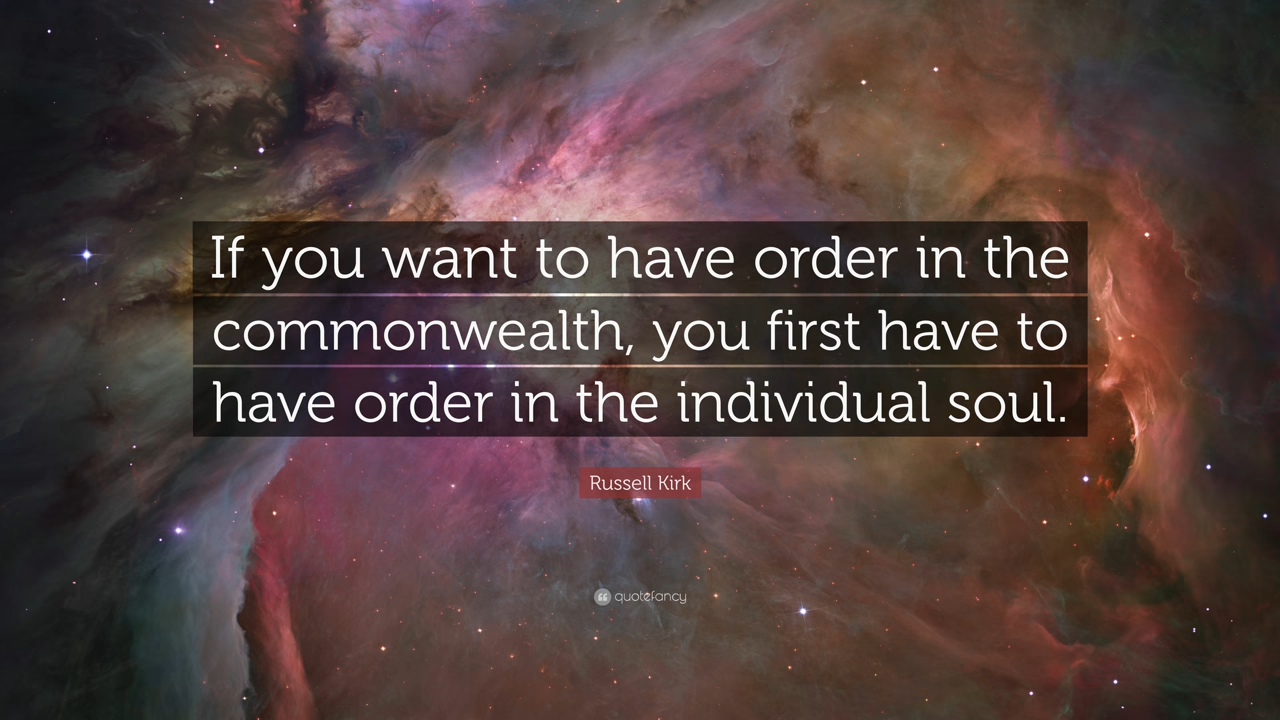 If you want to have order in the
commonwealth, you first have to
have order in the individual soul.
Russell Kirk
quotefancy